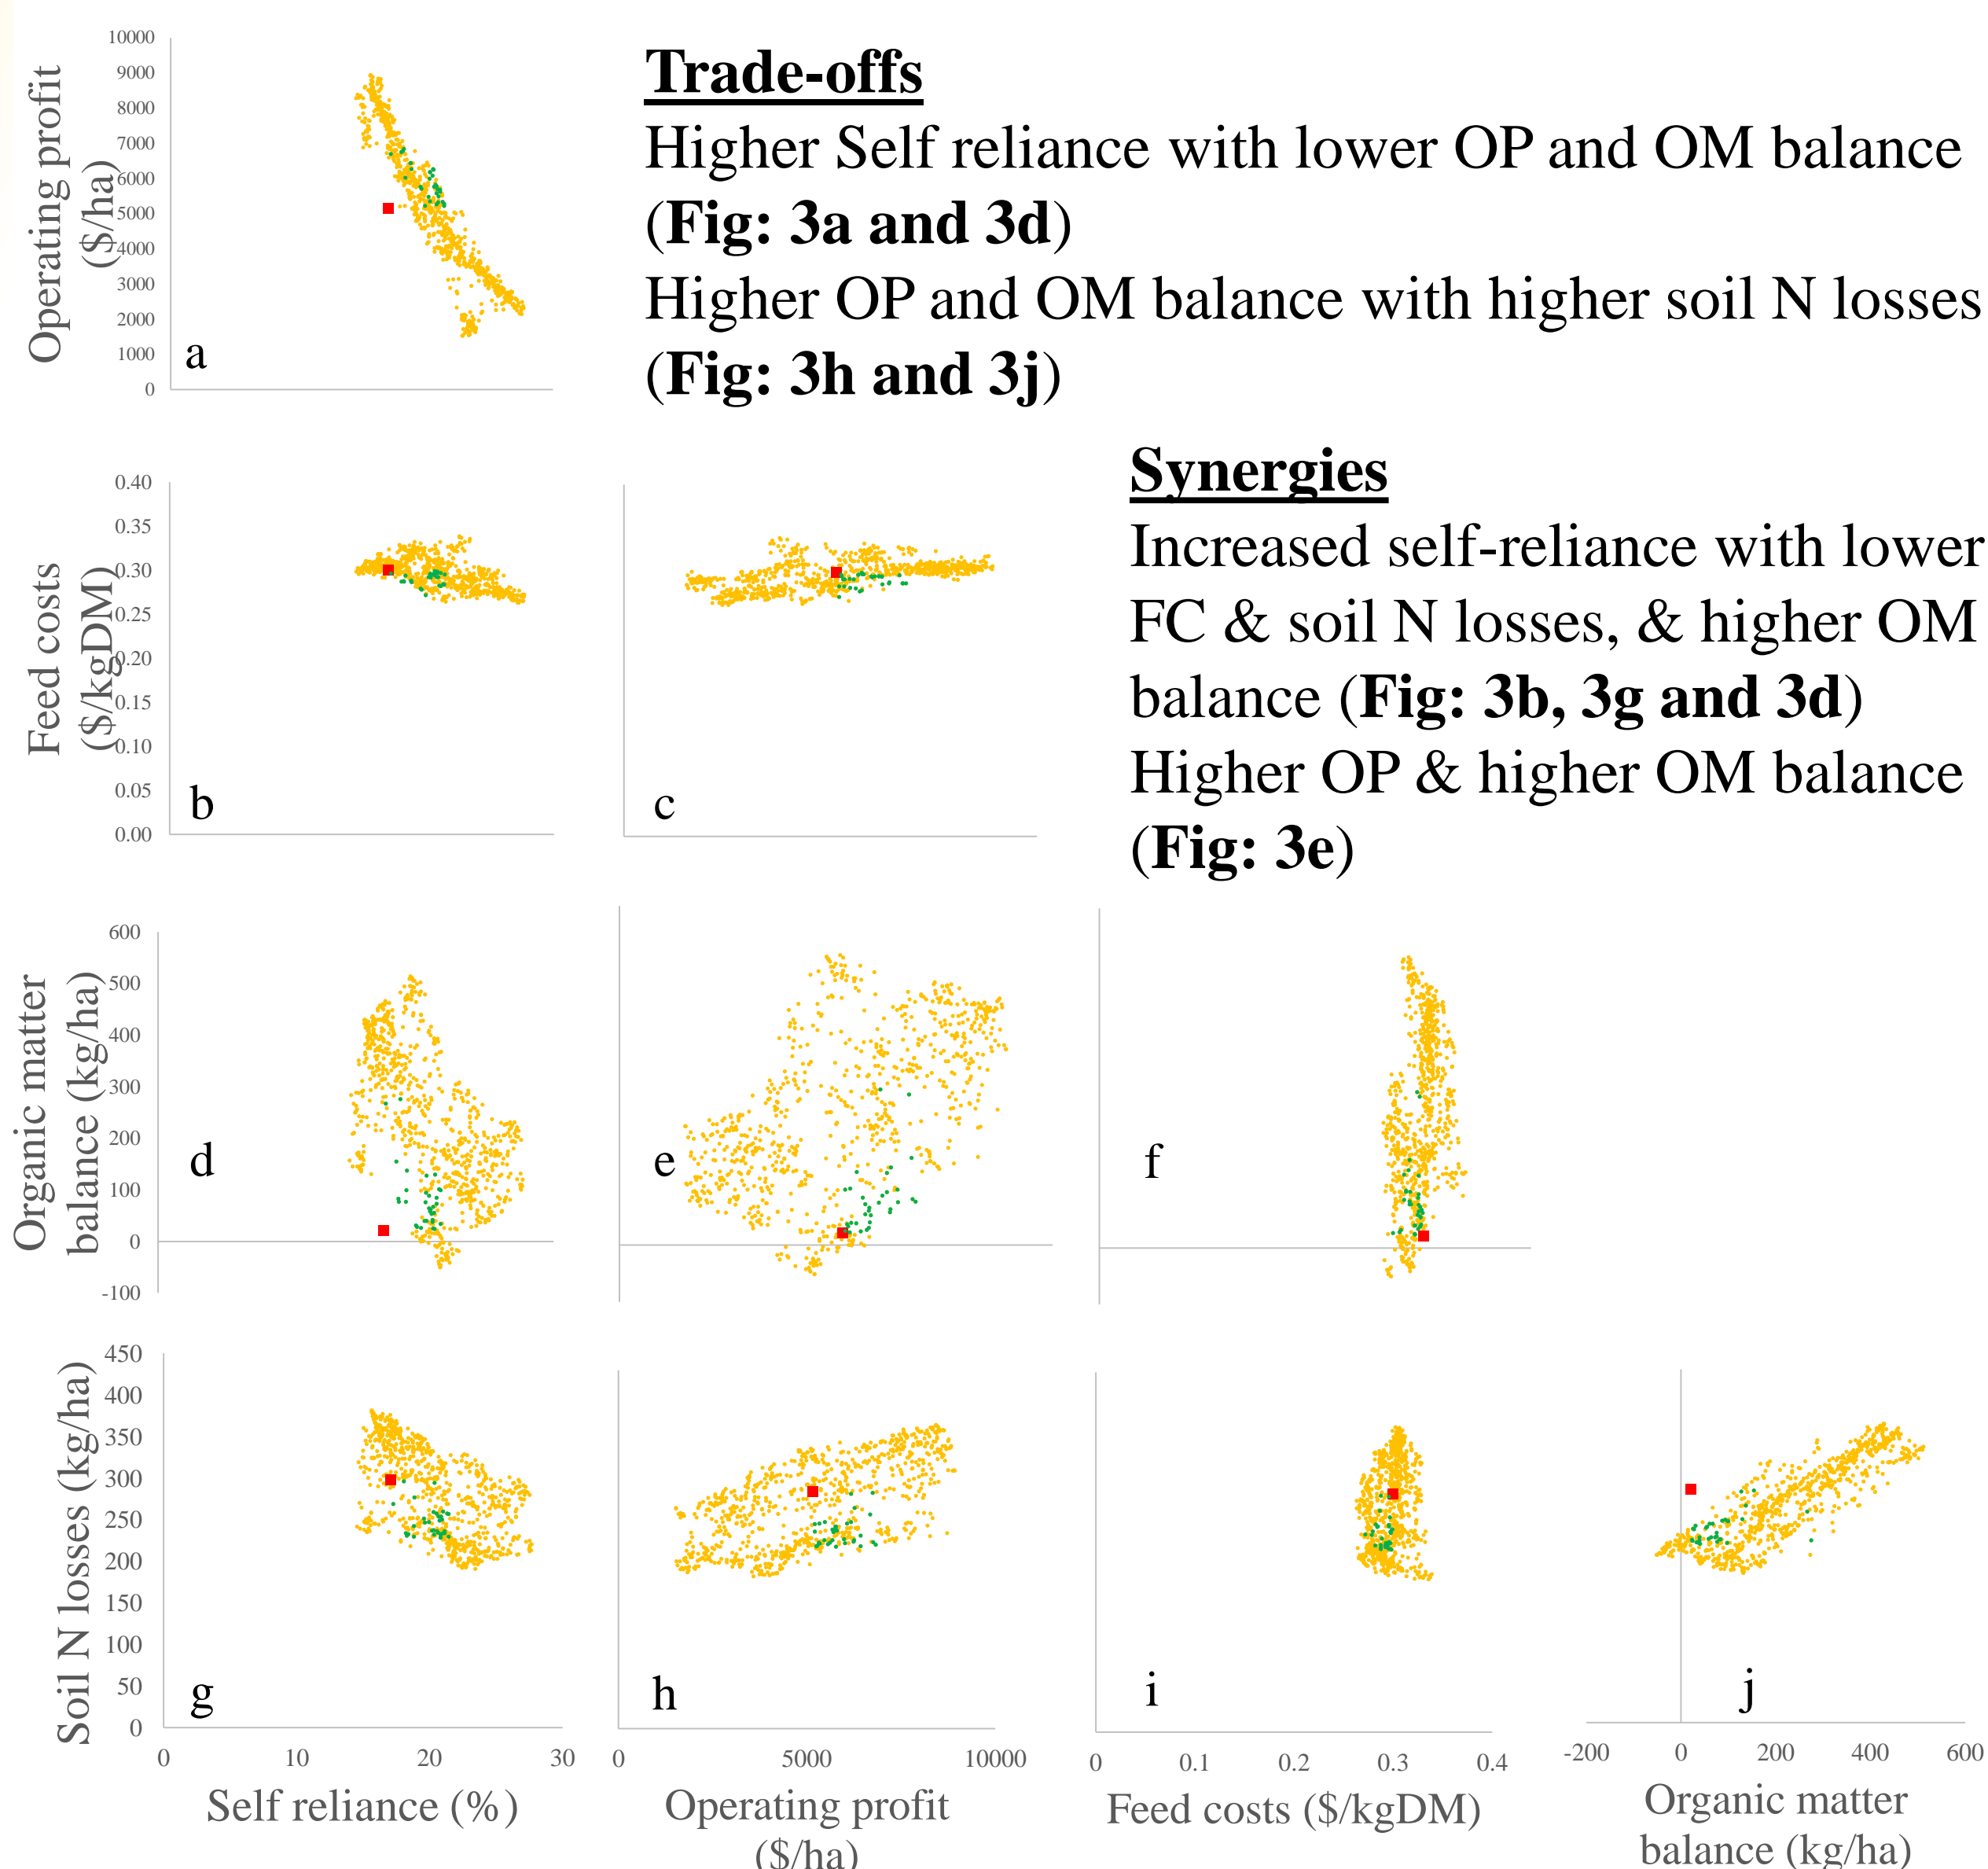 10000
9000
8000
7000
6000
5000
4000
3000
2000
1000
0
Operating profit
($/ha)
a
Trade-offs
Higher Self reliance with lower OP and OM balance
(Fig: 3a and 3d)
Higher OP and OM balance with higher soil N losses
(Fig: 3h and 3j)
0.40
0.35
0.30
0.25
0.20
0.15
0.10
0.05
0.00
Feed costs
($/kgDM)
b
c
Synergies
Increased self-reliance with lower
FC & soil N losses, & higher OM
balance (Fig: 3b, 3g and 3d)
Higher OP & higher OM balance
(Fig: 3e)
600
500
400
300
200
100
0
-100
Organic matter
balance (kg/ha)
d
e
f
450
400
350
300
250
200
150
100
50
0
Soil N losses (kg/ha)
g
h
i
j
0 10 20 30
Self reliance (%)
0 5000 10000
Operating profit
($/ha)
0 0.1 0.2 0.3 0.4
Feed costs ($/kgDM)
-200 0 200 400 600
Organic matter
balance (kg/ha)